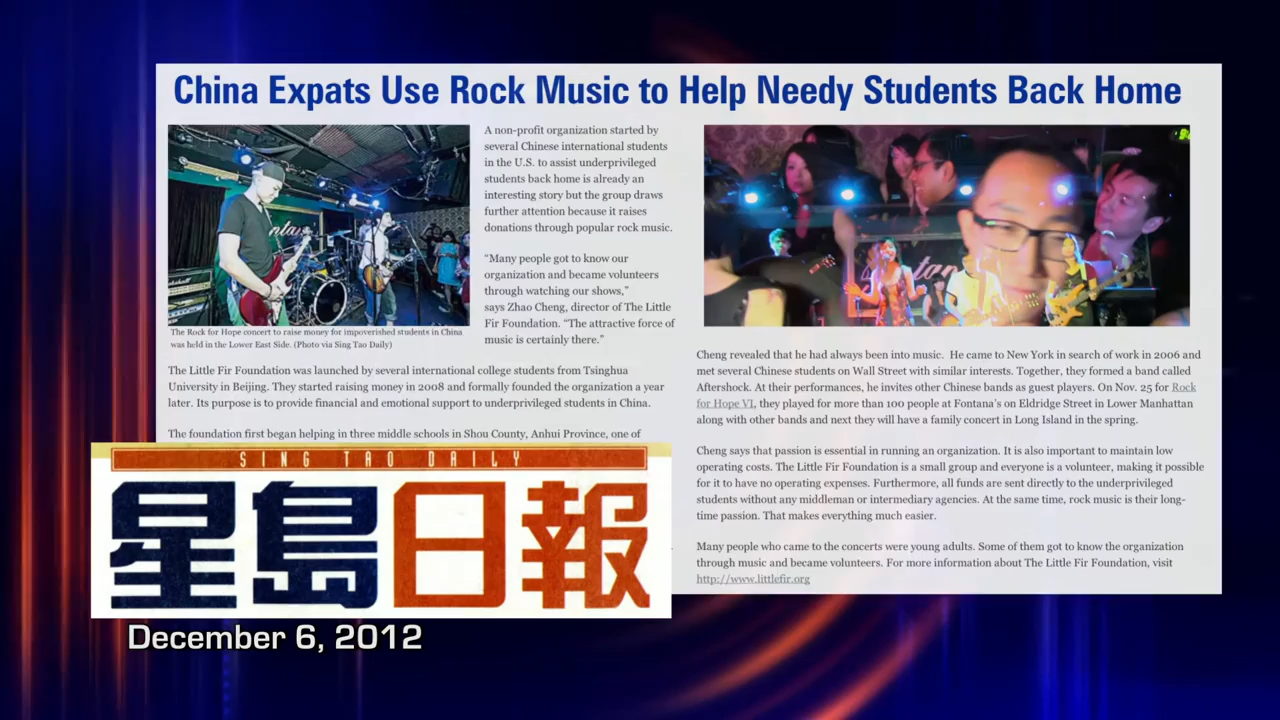 China Expats Use Rock Music to Help Needy Students Back Home
The Rock for Hope concert to raise money for impoverished students in China
was held in the Lower East Side. (Photo via Sing Tao Daily)
A non-profit organization started by
several Chinese international students
in the U.S. to assist underprivileged
students back home is already an
interesting story but the group draws
further attention because it raises
donations through popular rock music.
“Many people got to know our
organization and became volunteers
through watching our shows,”
says Zhao Cheng, director of The Little
Fir Foundation. “The attractive force of
music is certainly there.”
The Little Fir Foundation was launched by several international college students from Tsinghua
University in Beijing. They started raising money in 2008 and formally founded the organization a year
later. Its purpose is to provide financial and emotional support to underprivileged students in China.
The foundation first began helping in three middle schools in Shou County, Anhui Province, one of
Cheng revealed that he had always been into music.  He came to New York in search of work in 2006 and
met several Chinese students on Wall Street with similar interests. Together, they formed a band called
Aftershock. At their performances, he invites other Chinese bands as guest players. On Nov. 25 for Rock
for Hope VI, they played for more than 100 people at Fontana's on Eldridge Street in Lower Manhattan
along with other bands and next they will have a family concert in Long Island in the spring.
Cheng says that passion is essential in running an organization. It is also important to maintain low
operating costs. The Little Fir Foundation is a small group and everyone is a volunteer, making it possible
for it to have no operating expenses. Furthermore, all funds are sent directly to the underprivileged
students without any middleman or intermediary agencies. At the same time, rock music is their long-
time passion. That makes everything much easier.
Many people who came to the concerts were young adults. Some of them got to know the organization
through music and became volunteers. For more information about The Little Fir Foundation, visit
http://www.littlefir.org
SING TAO DAILY
星島日報
December 6, 2012